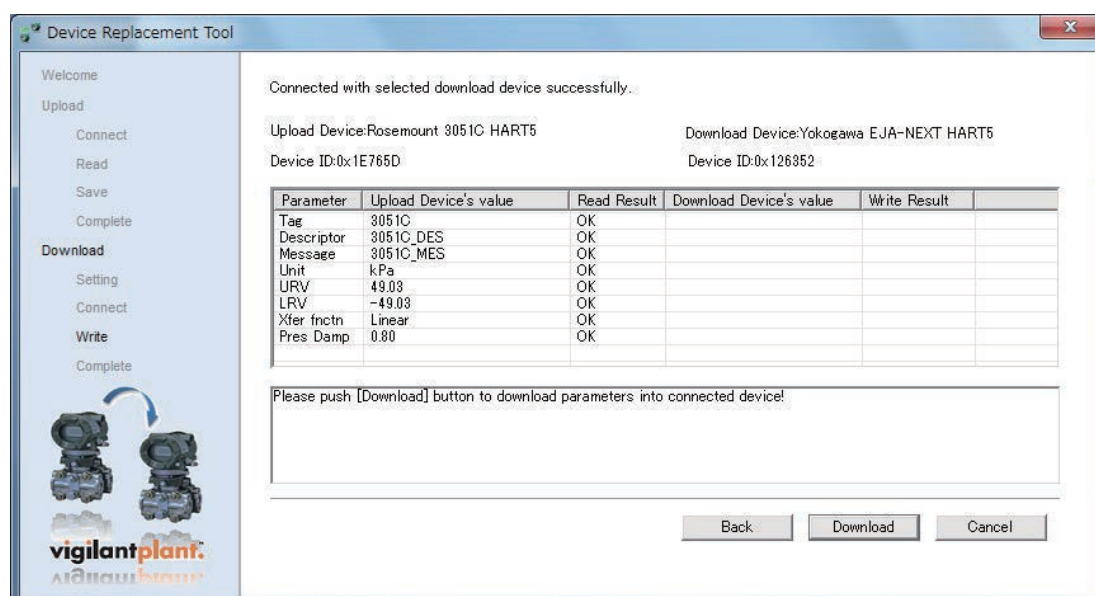 Device Replacement Tool
Welcome
Upload
Connect
Read
Save
Complete
Download
Setting
Connect
Write
Complete
vigilantplant.
Connected with selected download device successfully.
Upload Device:Rosemount 3051C HART5 Download Device:Yokogawa EJA-NEXT HART5
Device ID:0x1E765D Device ID:0x126352
Parameter Upload Device's value Read Result Download Device's value Write Result
Tag 3051C OK
Descriptor 3051C_DES OK
Message 3051C_MES OK
Unit kPa OK
URV 49.03 OK
LRV -49.03 OK
Xfer fnctn Linear OK
Pres Damp 0.80 OK
Please push [Download] button to download parameters into connected device!
Back Download Cancel